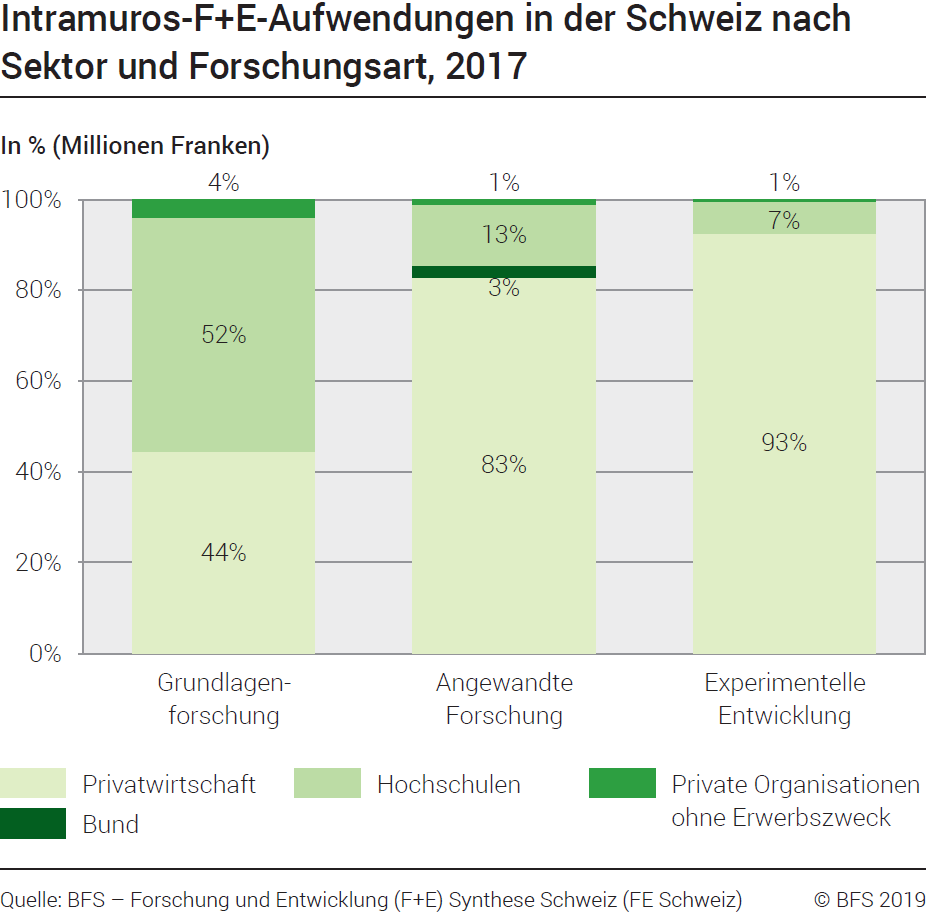 Intramuros-F+E-Aufwendungen in der Schweiz nach
Sektor und Forschungsart, 2017
In % (Millionen Franken)
4% 1% 1%
100%
7%
13%
80%
3%
52%
60%
93%
83%
40%
44%
20%
0%
Grundlagen- Angewandte Experimentelle
forschung Forschung Entwicklung
Privatwirtschaft Hochschulen Private Organisationen
ohne Erwerbszweck
Bund
Quelle: BFS – Forschung und Entwicklung (F+E) Synthese Schweiz (FE Schweiz) © BFS 2019